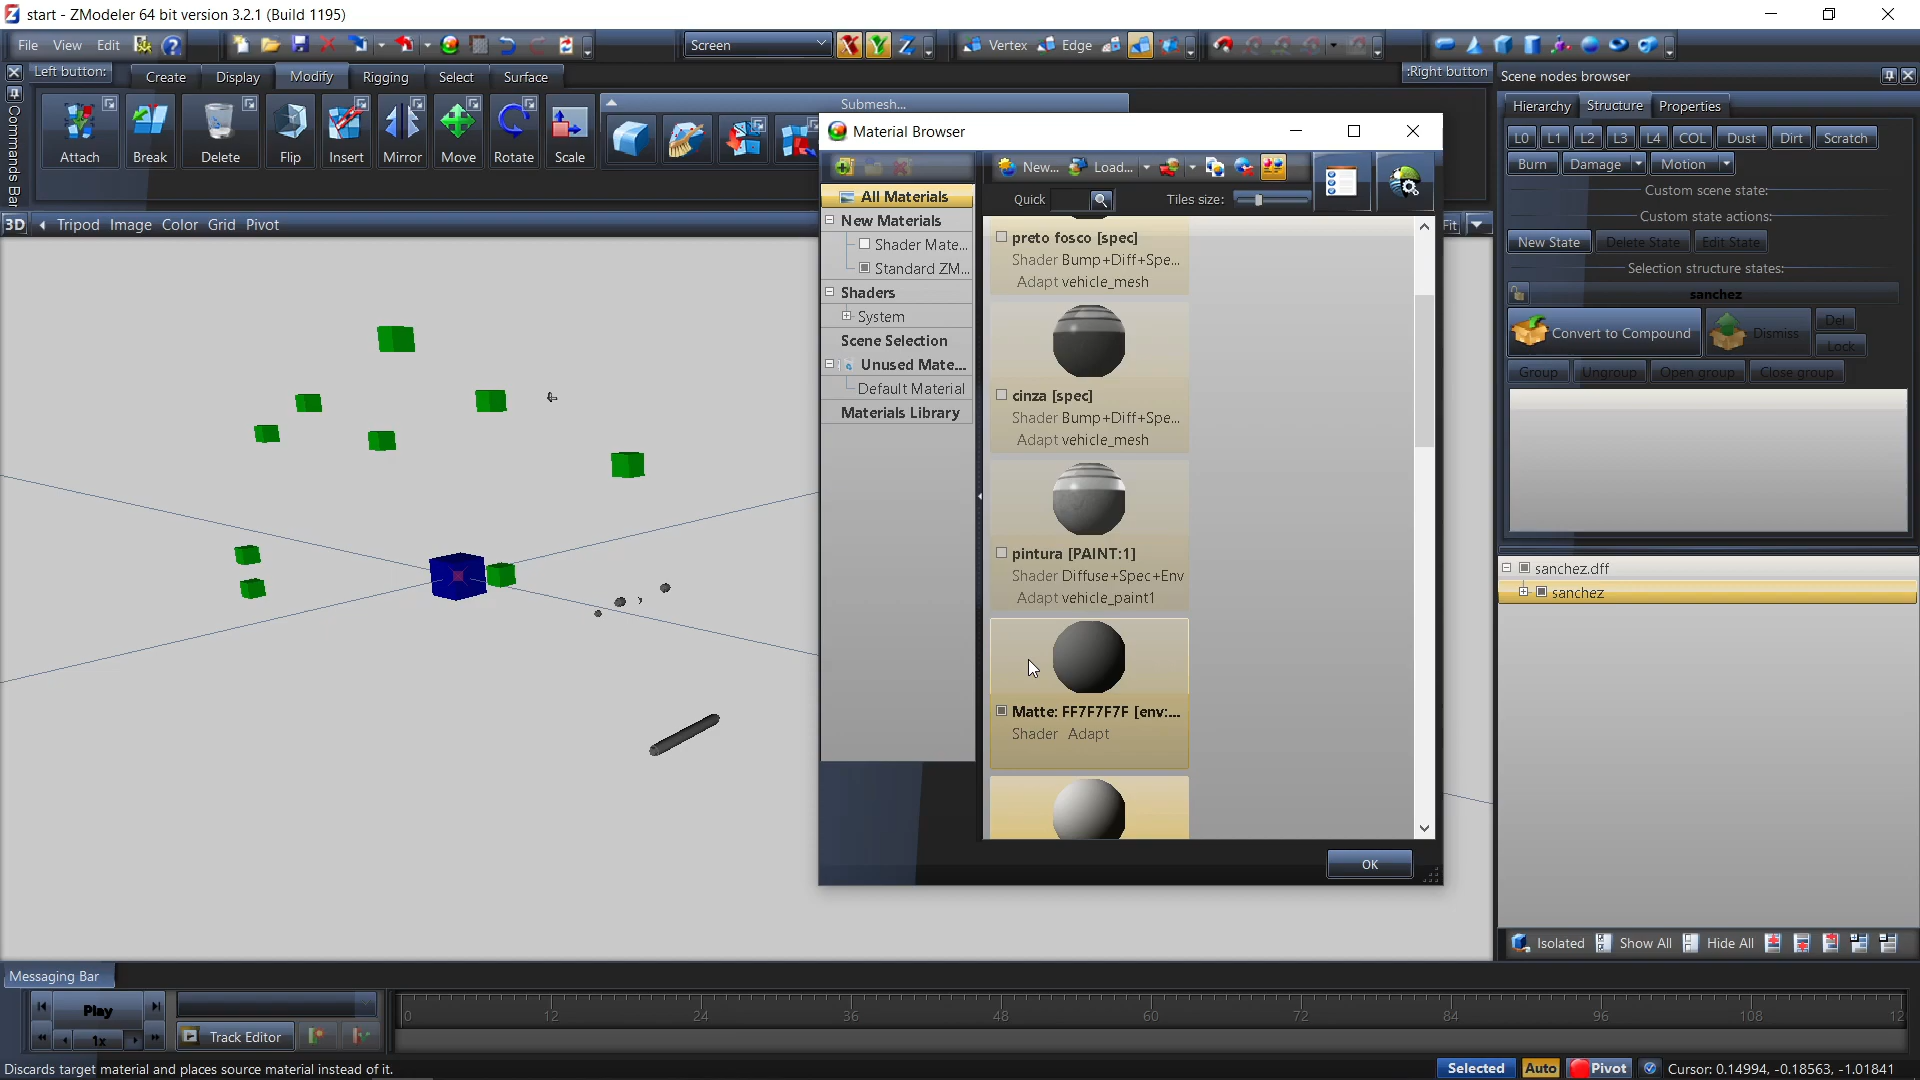 start - ZModeler 64 bit version 3.2.1 (Build 1195)
File View Edit Screen Vertex Edge
Left button: :Right button
Create Display Modify Rigging Select Surface
Attach Break Delete Flip Insert Mirror Move Rotate Scale
Submesh...
Commands Bar
3D Tripod Image Color Grid Pivot Fit
Material Browser
New... Load...
Quick Tiles size:
All Materials
New Materials
Shader Mate...
Standard ZM...
Shaders
System
Scene Selection
Unused Mate...
Default Material
Materials Library
preto fosco [spec]
Shader Bump+Diff+Spe...
Adapt vehicle_mesh
cinza [spec]
Shader Bump+Diff+Spe...
Adapt vehicle_mesh
pintura [PAINT:1]
Shader Diffuse+Spec+Env
Adapt vehicle_paint1
Matte: FF7F7F7F [env:...
Shader Adapt
OK
Scene nodes browser
Hierarchy Structure Properties
L0 L1 L2 L3 L4 COL Dust Dirt Scratch
Burn Damage Motion
Custom scene state:
Custom state actions:
New State Delete State Edit State
Selection structure states:
sanchez
Convert to Compound Dismiss Del
Lock
Group Ungroup Open group Close group
sanchez.dff
sanchez
Isolated Show All Hide All
Messaging Bar
Play
1x
Track Editor
0 12 24 36 48 60 72 84 96 108 12
Discards target material and places source material instead of it.
Selected Auto Pivot Cursor: 0.14994, -0.18563, -1.01841